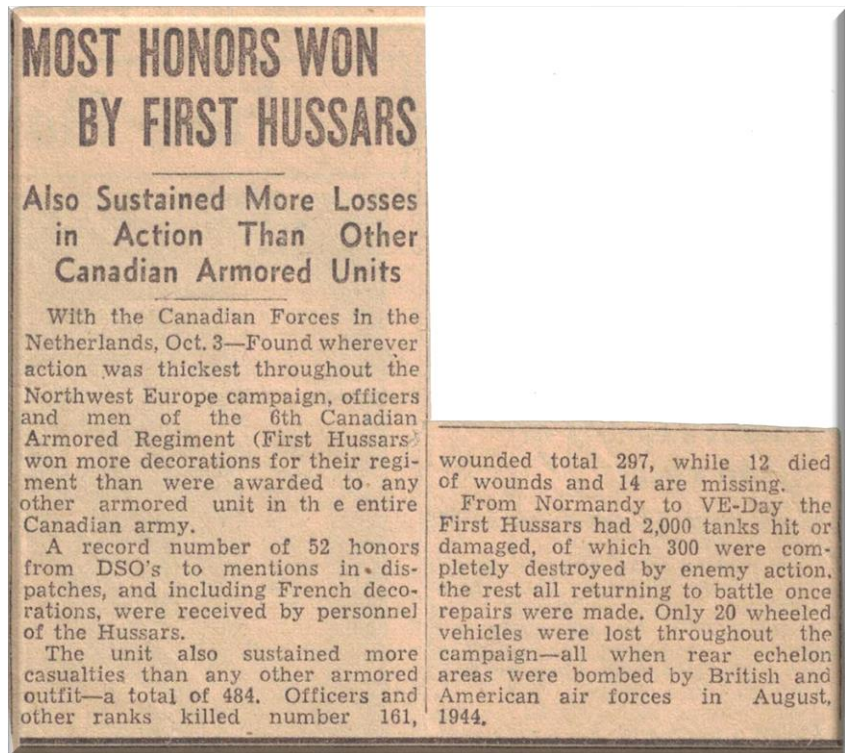 MOST HONORS WON
BY FIRST HUSSARS
Also Sustained More Losses
in Action Than Other
Canadian Armored Units
With the Canadian Forces in the
Netherlands, Oct. 3—Found wherever
action was thickest throughout the
Northwest Europe campaign, officers
and men of the 6th Canadian
Armored Regiment (First Hussars)
won more decorations for their regi-
ment than were awarded to any
other armored unit in th e entire
Canadian army.
A record number of 52 honors
from DSO's to mentions in dis-
patches, and including French deco-
rations, were received by personnel
of the Hussars.
The unit also sustained more
casualties than any other armored
outfit—a total of 484. Officers and
other ranks killed number 161,
wounded total 297, while 12 died
of wounds and 14 are missing.
From Normandy to VE-Day the
First Hussars had 2,000 tanks hit or
damaged, of which 300 were com-
pletely destroyed by enemy action.
the rest all returning to battle once
repairs were made. Only 20 wheeled
vehicles were lost throughout the
campaign—all when rear echelon
areas were bombed by British and
American air forces in August,
1944.